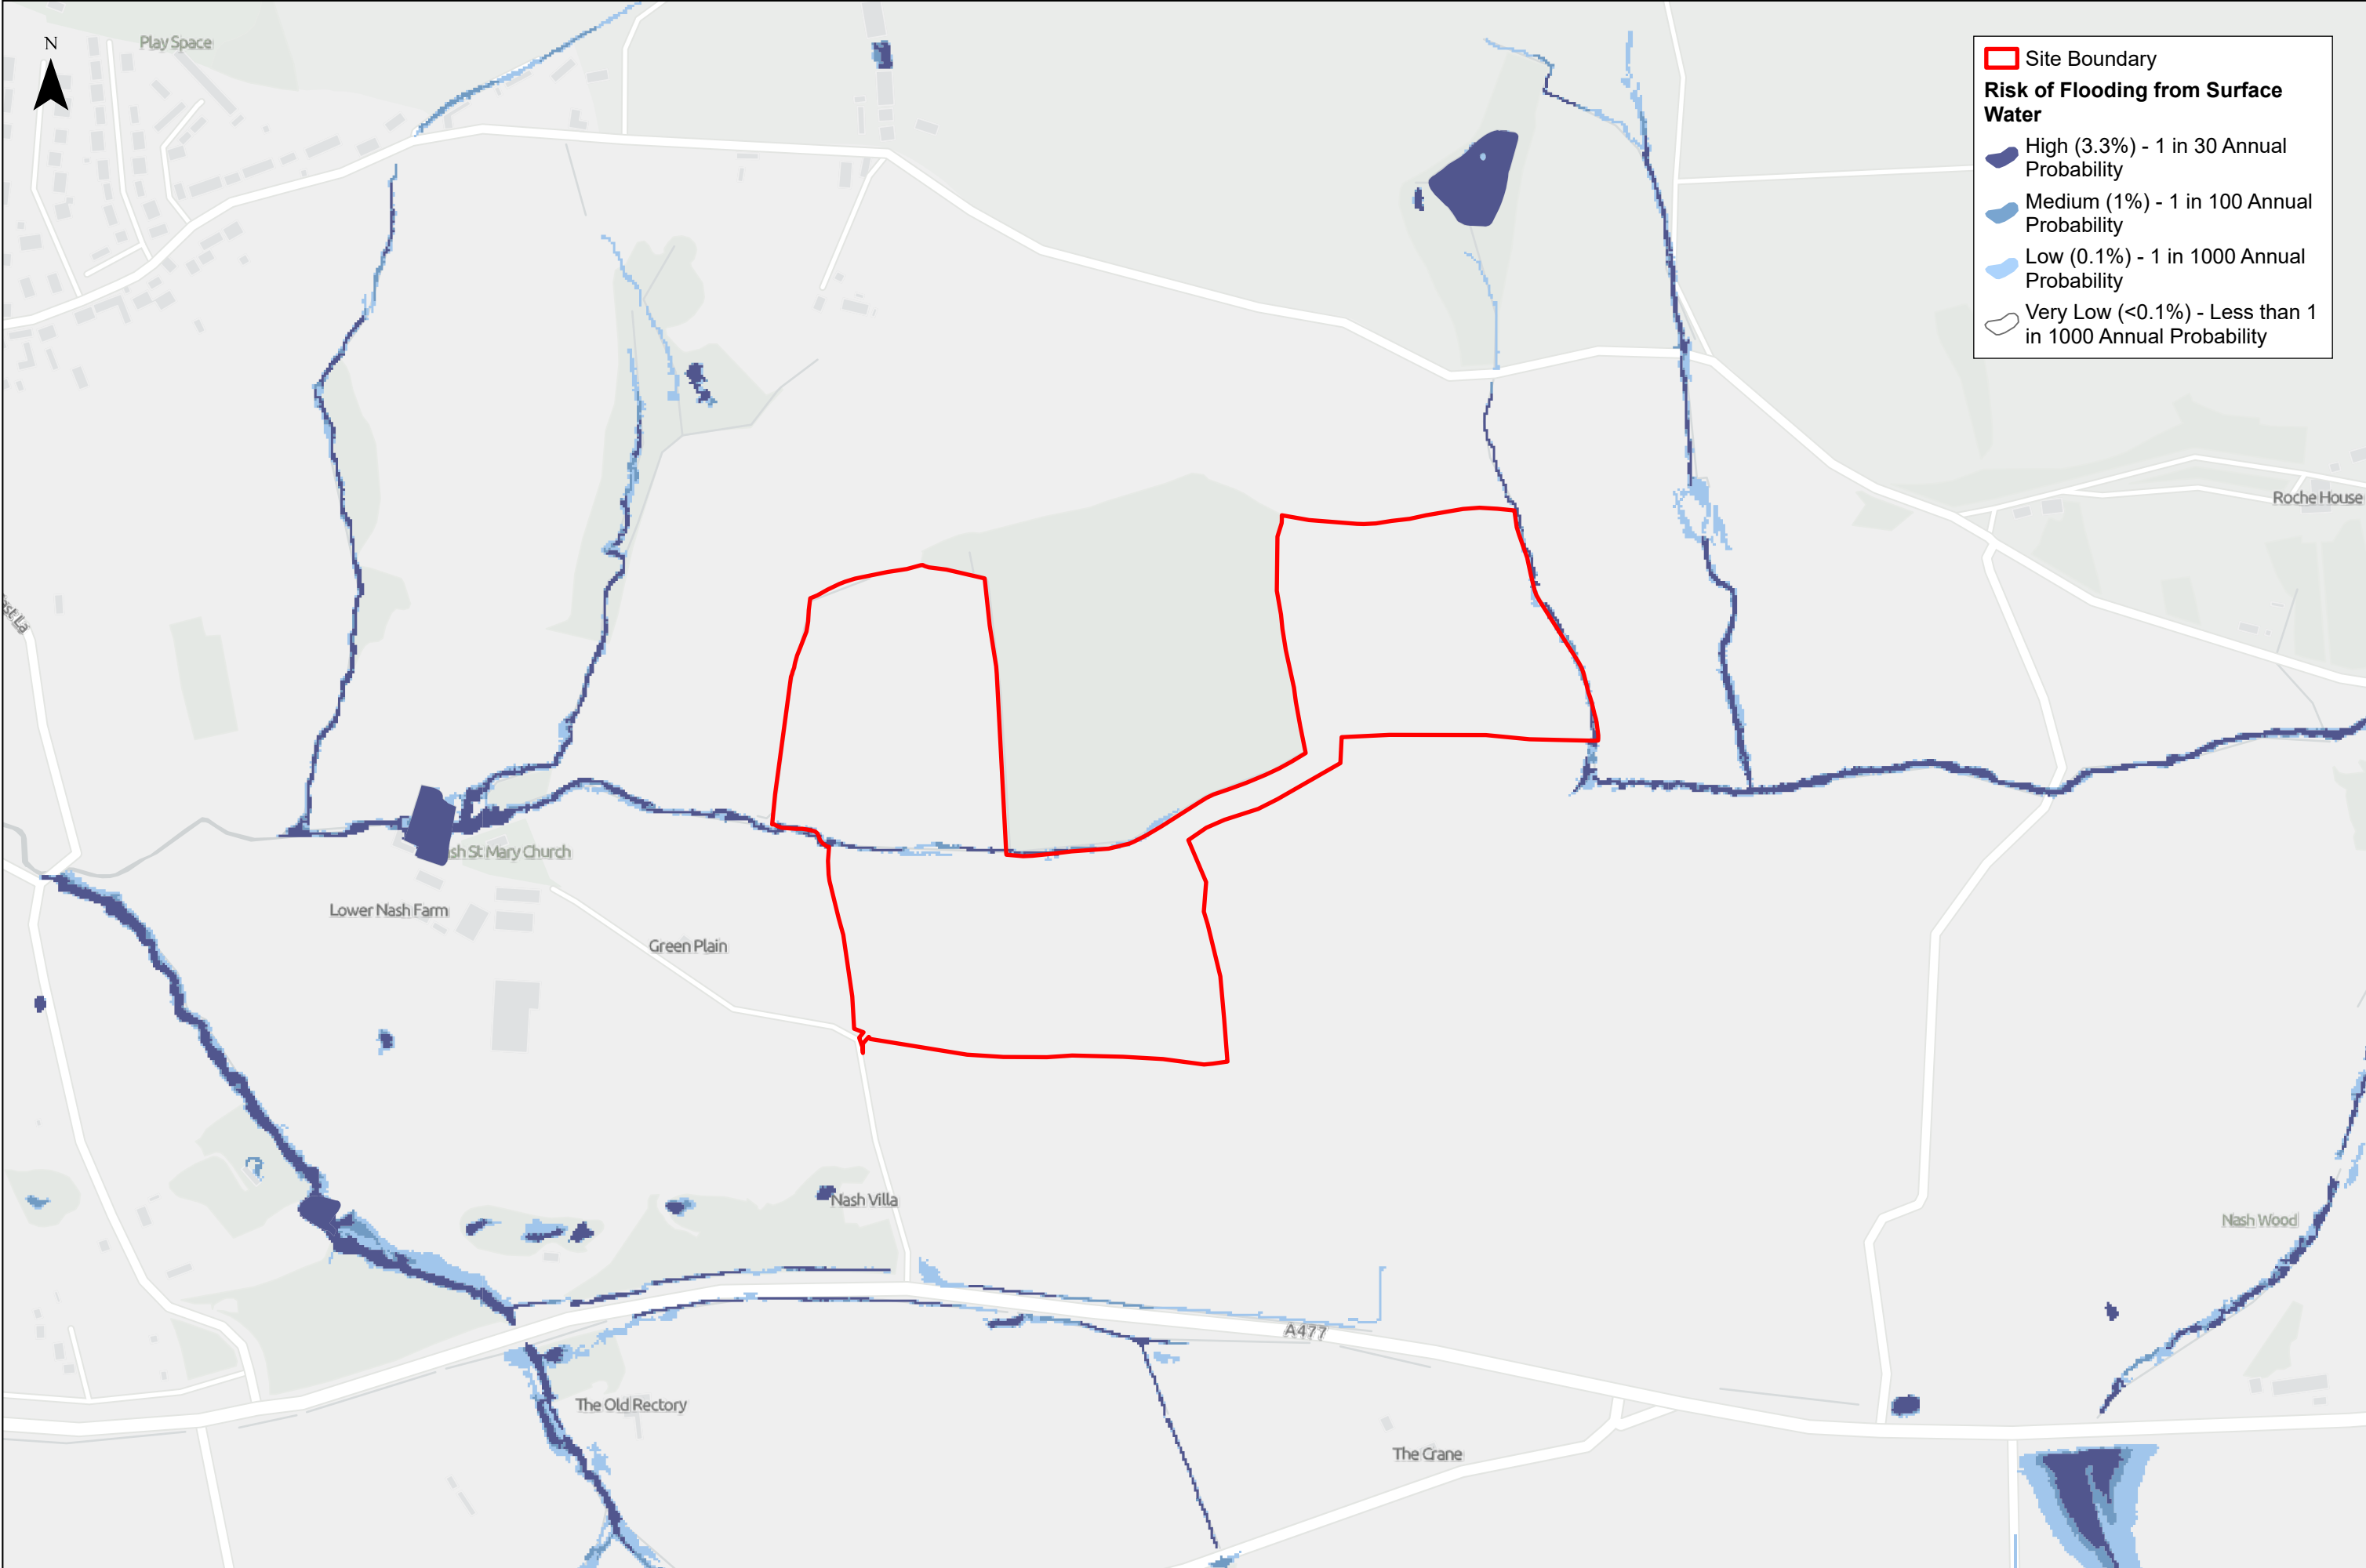 Play Space
N
Site Boundary
Risk of Flooding from Surface
Water
High (3.3%) - 1 in 30 Annual
Probability
Medium (1%) - 1 in 100 Annual
Probability
Low (0.1%) - 1 in 1000 Annual
Probability
Very Low (<0.1%) - Less than 1
in 1000 Annual Probability
Roche House
St Mary Church
Lower Nash Farm
Green Plain
Nash Villa
Nash Wood
A477
The Old Rectory
The Crane